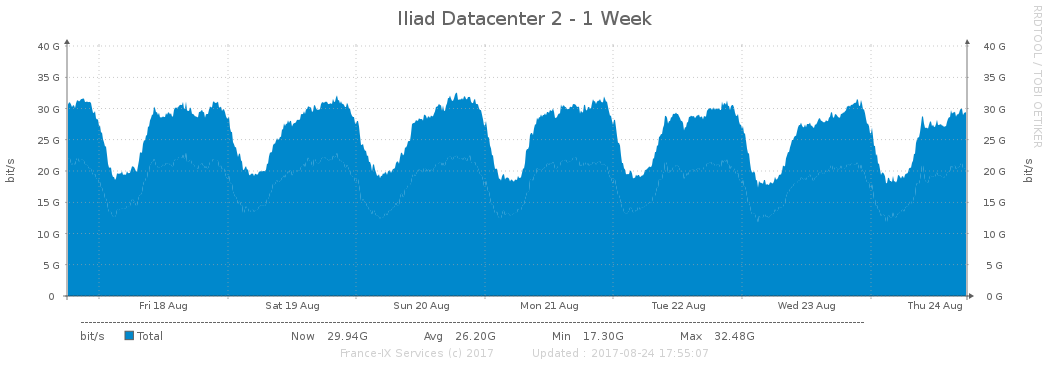 Iliad Datacenter 2 - 1 Week
RRDTOOL / TOBI OETIKER
40 G 40 G
35 G 35 G
30 G 30 G
25 G 25 G
20 G 20 G
15 G 15 G
10 G 10 G
5 G 5 G
0 0 G
bit/s
bit/s
Fri 18 Aug Sat 19 Aug Sun 20 Aug Mon 21 Aug Tue 22 Aug Wed 23 Aug Thu 24 Aug
bit/s Total Now 29.94G Avg 26.20G Min 17.30G Max 32.48G
France-IX Services (c) 2017 Updated : 2017-08-24 17:55:07